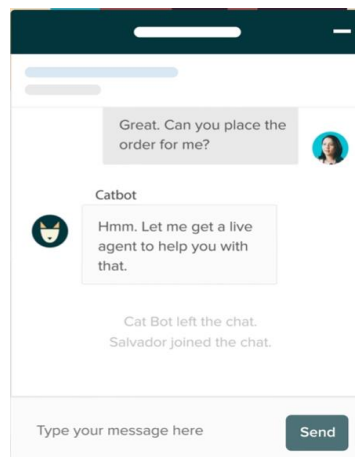 Great. Can you place the
order for me?
Catbot
Hmm. Let me get a live
agent to help you with
that.
Cat Bot left the chat.
Salvador joined the chat.
Type your message here
Send